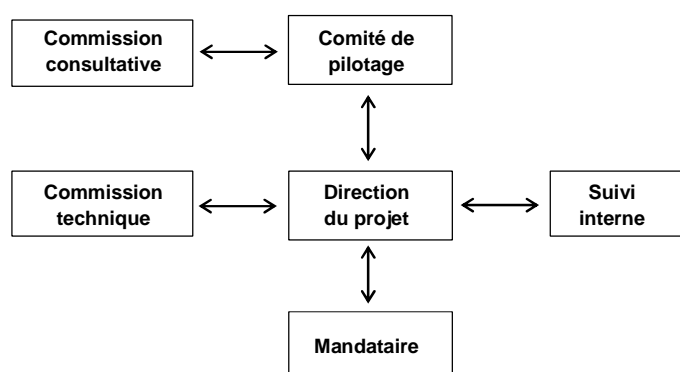 Commission
consultative
Comité de
pilotage
Commission
technique
Direction
du projet
Suivi
interne
Mandataire